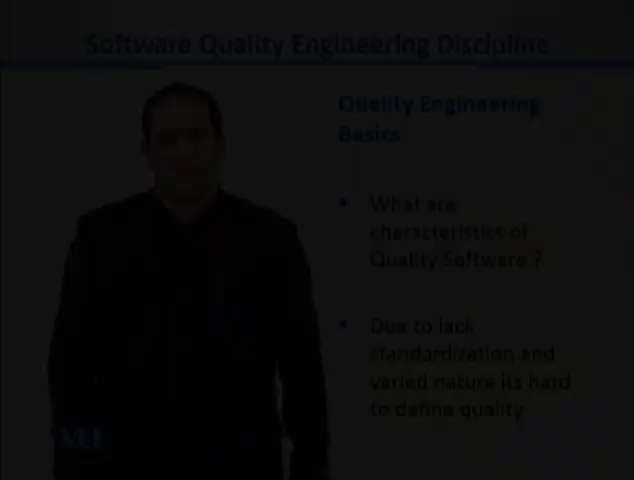 Software Quality Engineering Discipline
Quality Engineering
Basics
• What are
characteristics of
Quality Software ?
• Due to lack
standardization and
varied nature its hard
to define quality